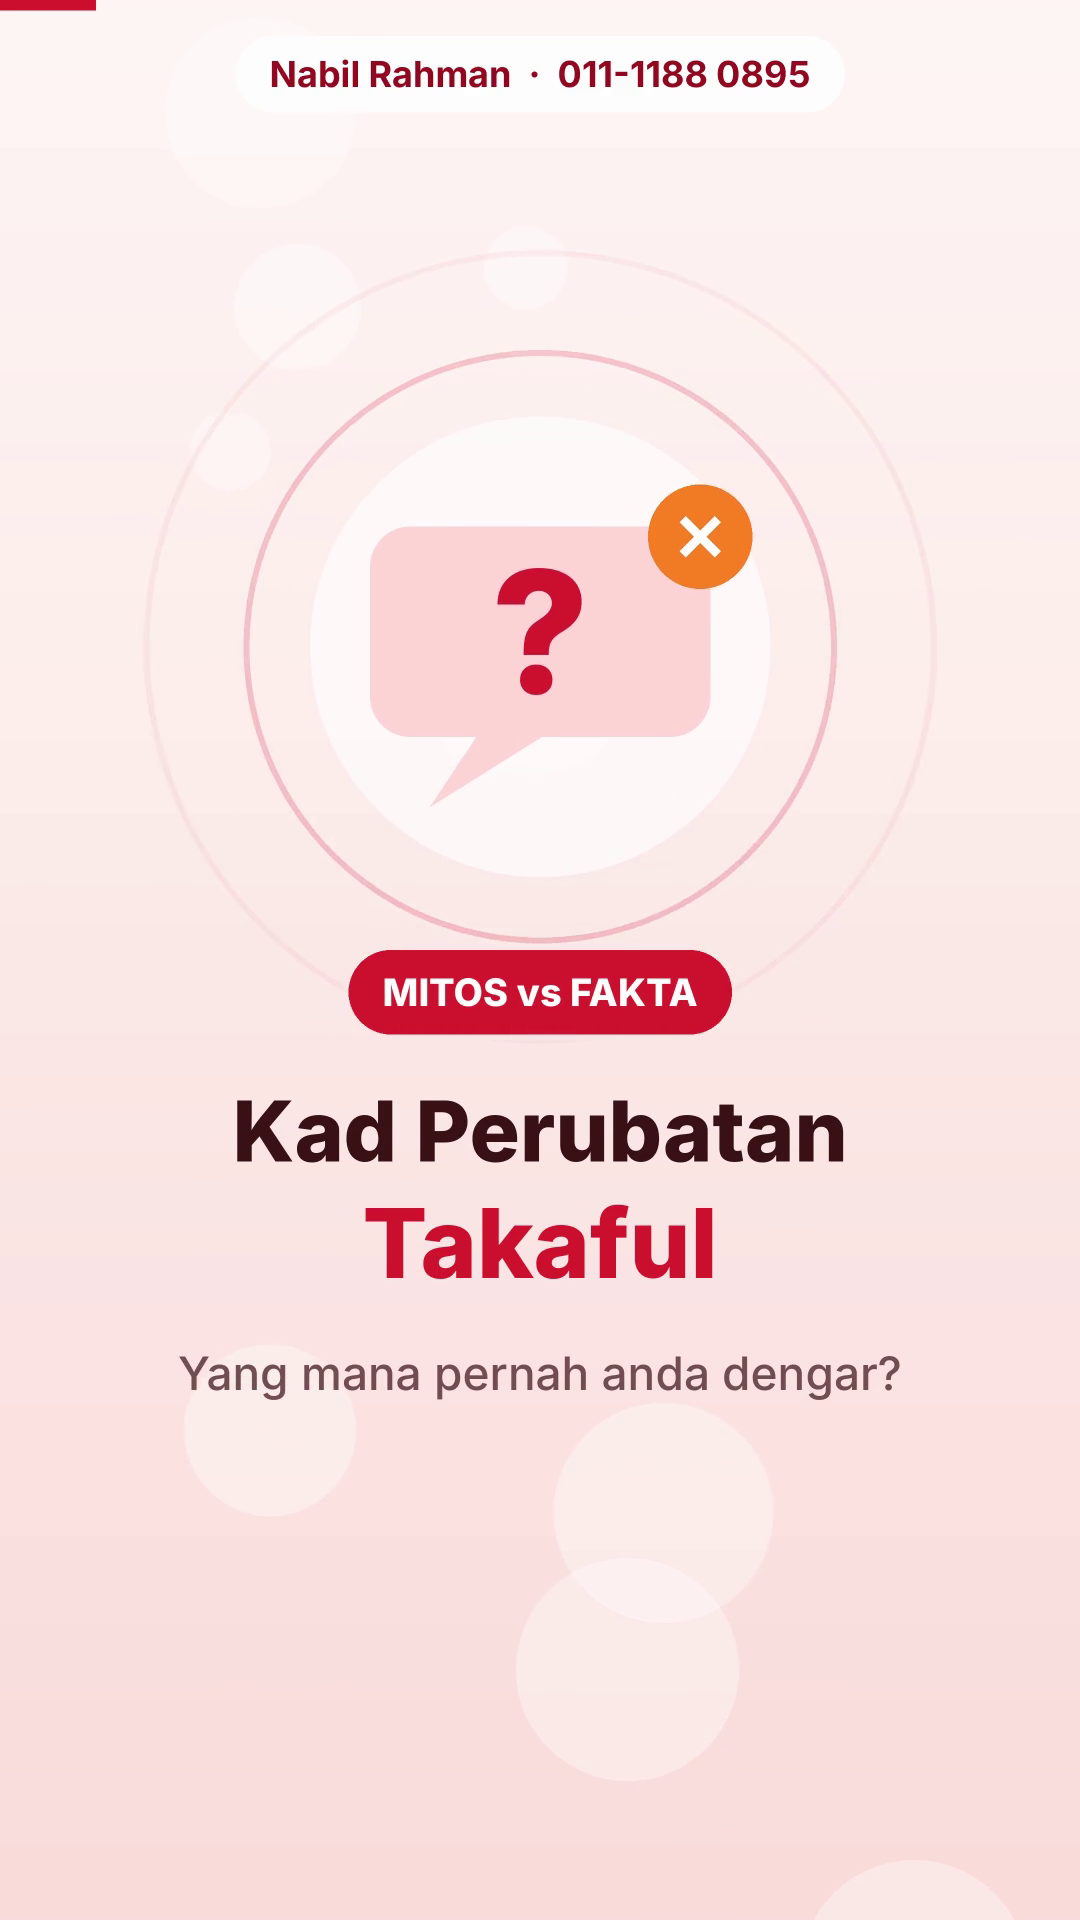 Nabil Rahman · 011-1188 0895
?
MITOS vs FAKTA
Kad Perubatan
Takaful
Yang mana pernah anda dengar?